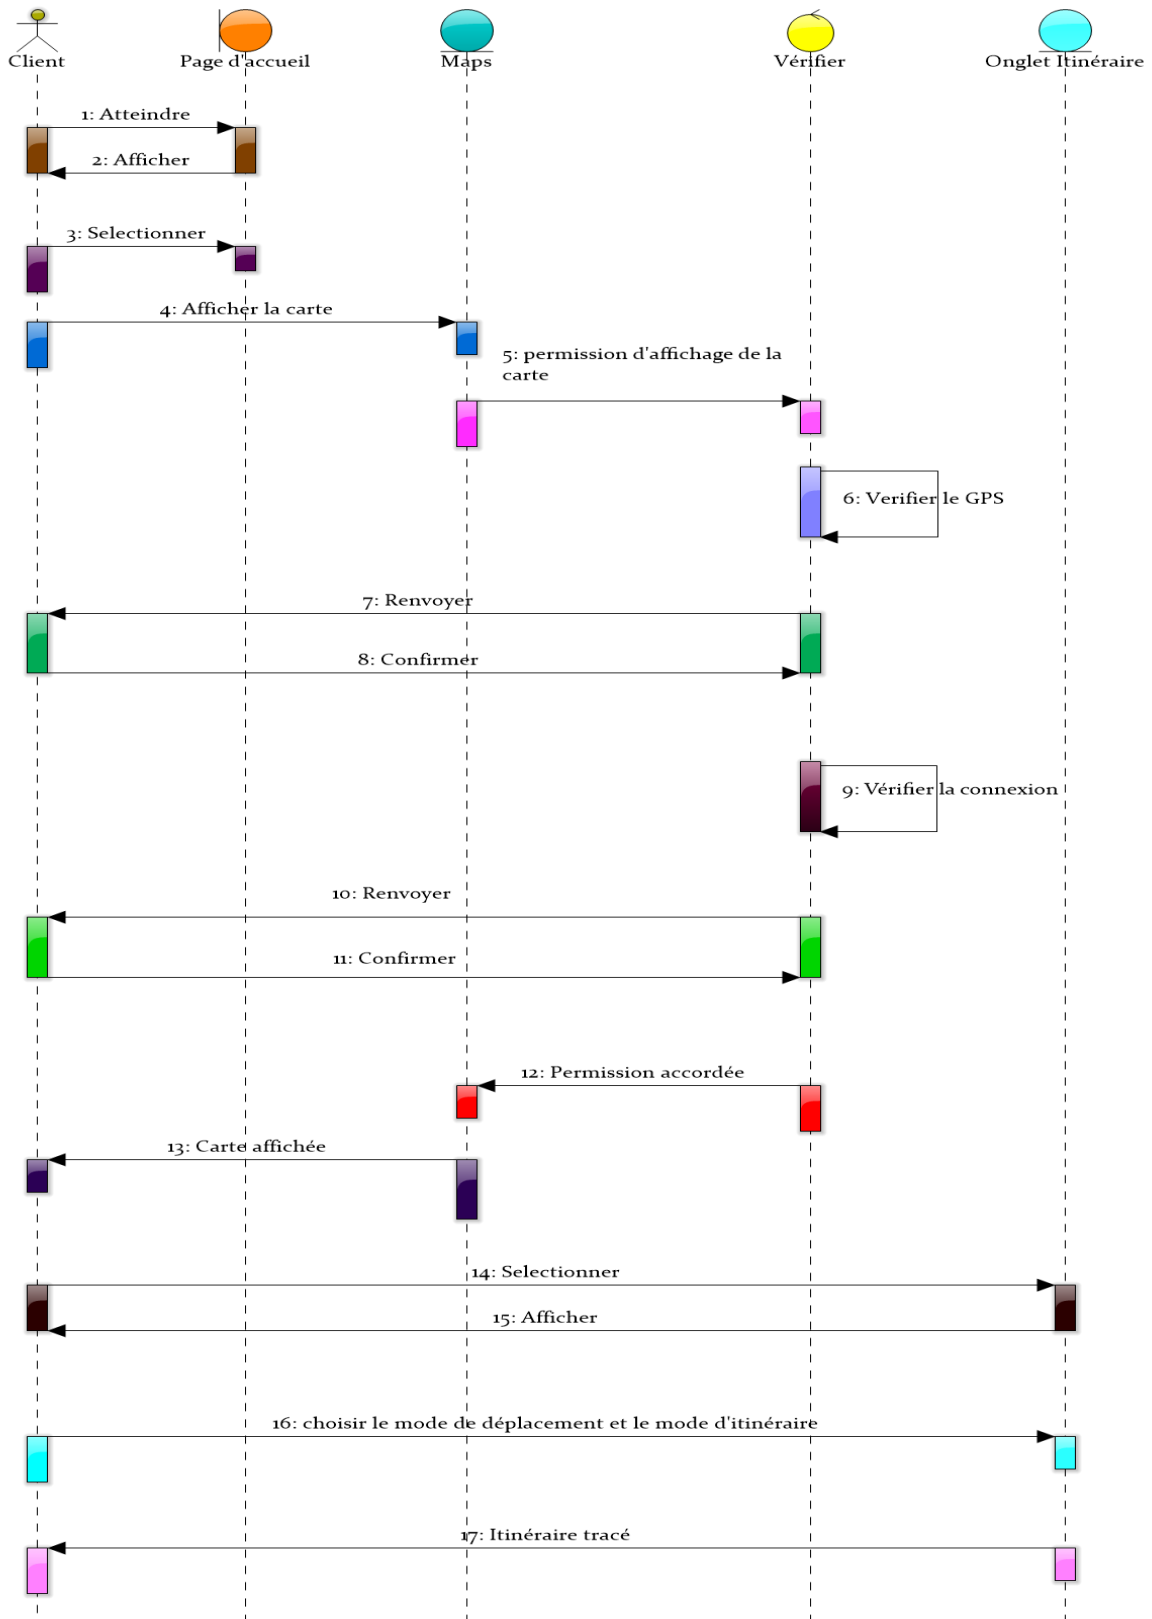 Client
Page d'accueil
Maps
Vérifier
Onglet Itinéraire
1: Atteindre
2: Afficher
3: Selectionner
4: Afficher la carte
5: permission d'affichage de la
carte
6: Verifier le GPS
7: Renvoyer
8: Confirmer
9: Vérifier la connexion
10: Renvoyer
11: Confirmer
12: Permission accordée
13: Carte affichée
14: Selectionner
15: Afficher
16: choisir le mode de déplacement et le mode d'itinéraire
17: Itinéraire tracé